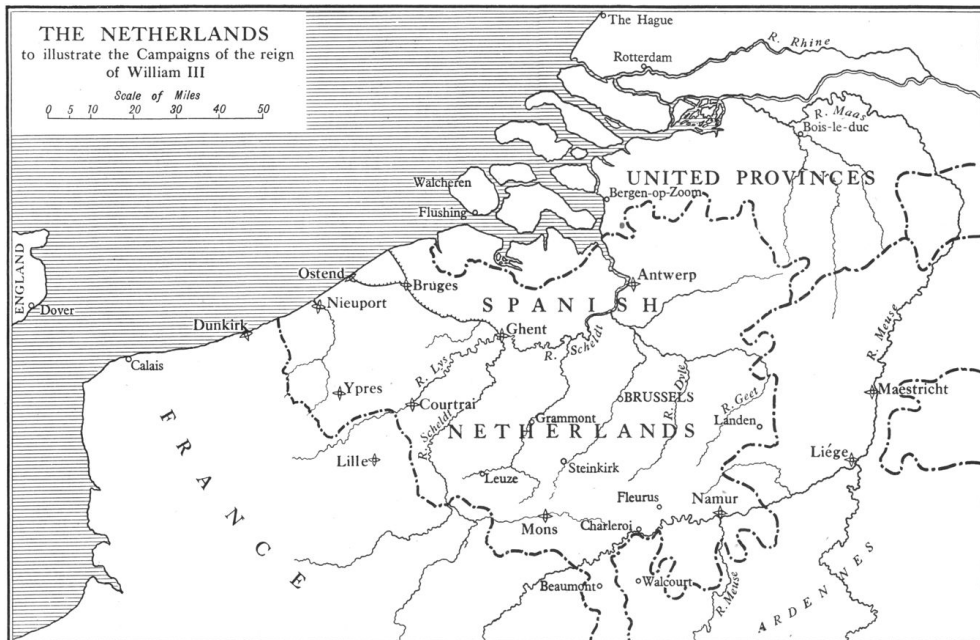 THE NETHERLANDS
to illustrate the Campaigns of the reign
of William III
Scale of Miles
0 5 10 20 30 40 50
The Hague
R. Rhine
Rotterdam
R. Maas
Bois-le-duc
UNITED PROVINCES
Walcheren
Bergen-op-Zoom
Flushing
ENGLAND
Dover
Ostend
Bruges
Antwerp
Nieuport
SPANISH
Dunkirk
Ghent
R. Scheldt
R. Meuse
Calais
R. Lys
Ypres
Courtrai
BRUSSELS
R. Dyle
R. Geet
Maestricht
FRANCE
R. Scheldt
Grammont
Landen
NETHERLANDS
Lille
Leuze
Steinkirk
Liége
Fleurus
Namur
Mons
Charleroi
Beaumont
Walcourt
R. Meuse
ARDENNES